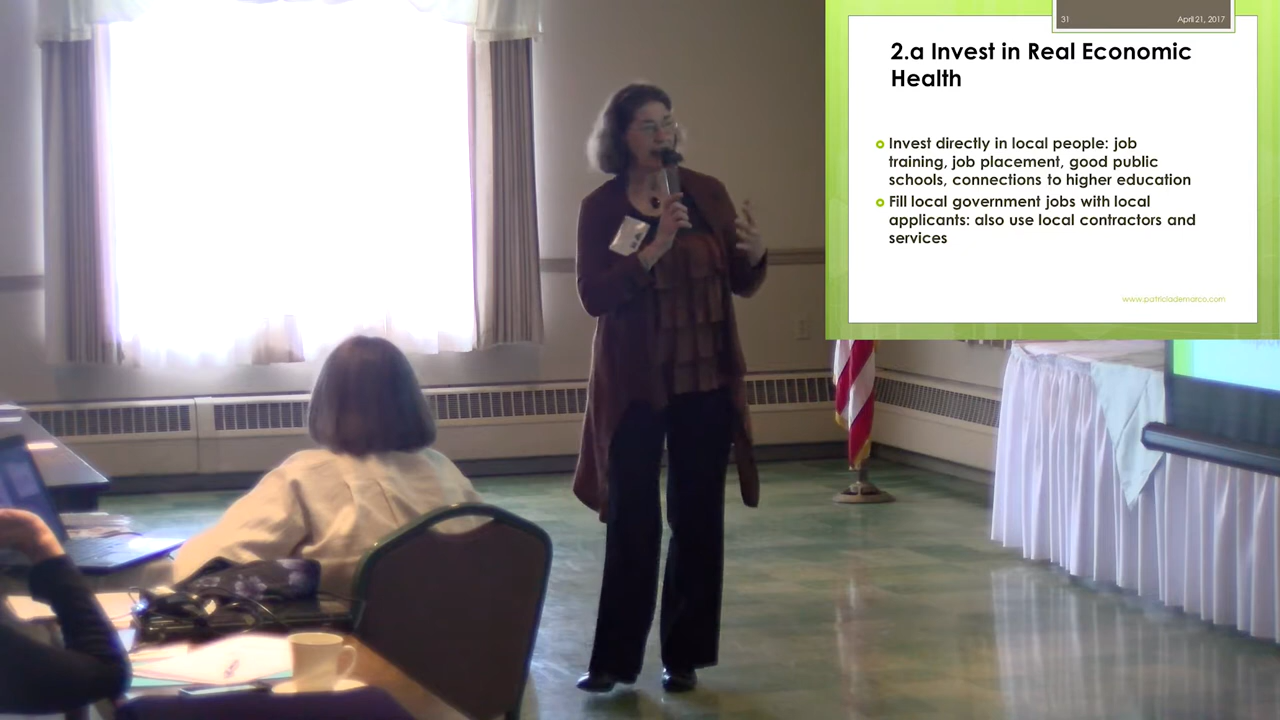 31
April 21, 2017
2.a Invest in Real Economic
Health
Invest directly in local people: job
training, job placement, good public
schools, connections to higher education
Fill local government jobs with local
applicants: also use local contractors and
services
www.patriciademarco.com